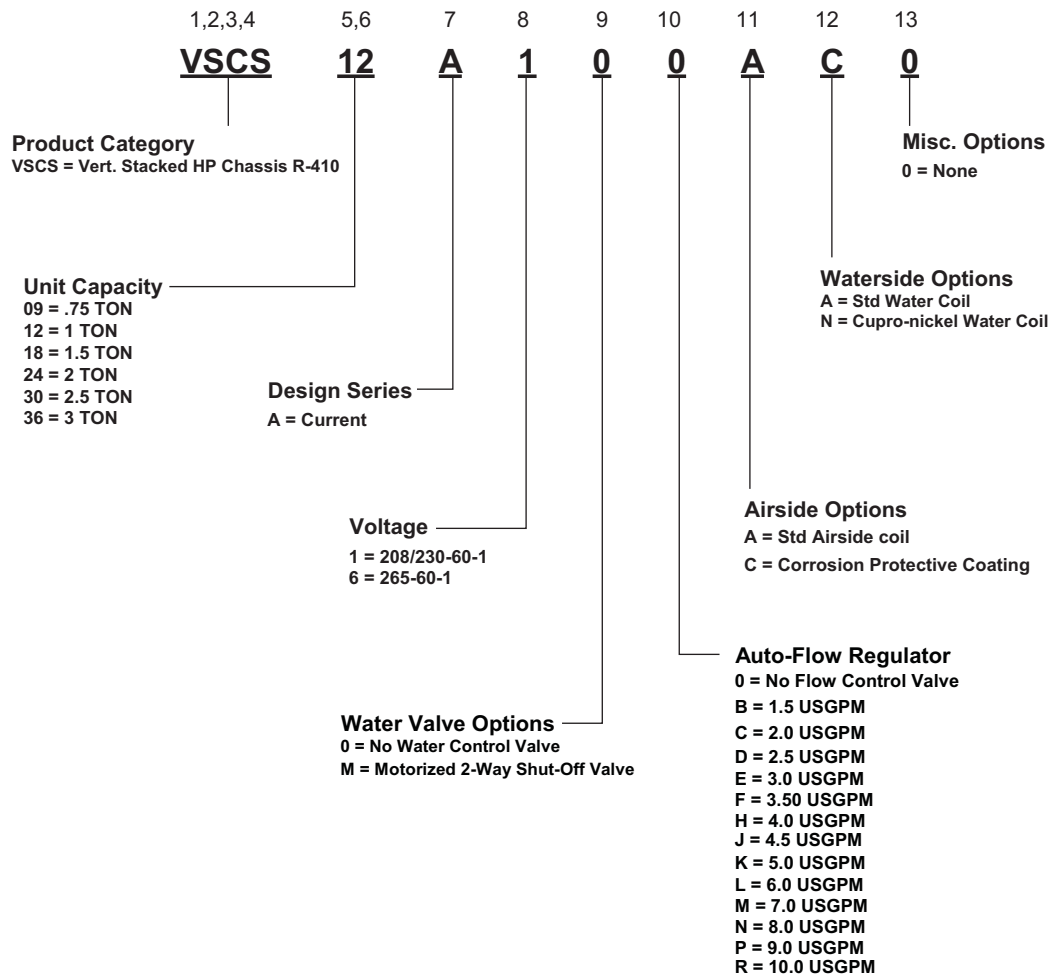 1,2,3,4 5,6 7 8 9 10 11 12 13
VSCS 12 A 1 0 0 A C 0
Product Category
VSCS = Vert. Stacked HP Chassis R-410
Misc. Options
0 = None
Unit Capacity
09 = .75 TON
12 = 1 TON
18 = 1.5 TON
24 = 2 TON
30 = 2.5 TON
36 = 3 TON
Waterside Options
A = Std Water Coil
N = Cupro-nickel Water Coil
Design Series
A = Current
Airside Options
A = Std Airside coil
C = Corrosion Protective Coating
Voltage
1 = 208/230-60-1
6 = 265-60-1
Auto-Flow Regulator
0 = No Flow Control Valve
B = 1.5 USGPM
C = 2.0 USGPM
D = 2.5 USGPM
E = 3.0 USGPM
F = 3.50 USGPM
H = 4.0 USGPM
J = 4.5 USGPM
K = 5.0 USGPM
L = 6.0 USGPM
M = 7.0 USGPM
N = 8.0 USGPM
P = 9.0 USGPM
R = 10.0 USGPM
Water Valve Options
0 = No Water Control Valve
M = Motorized 2-Way Shut-Off Valve